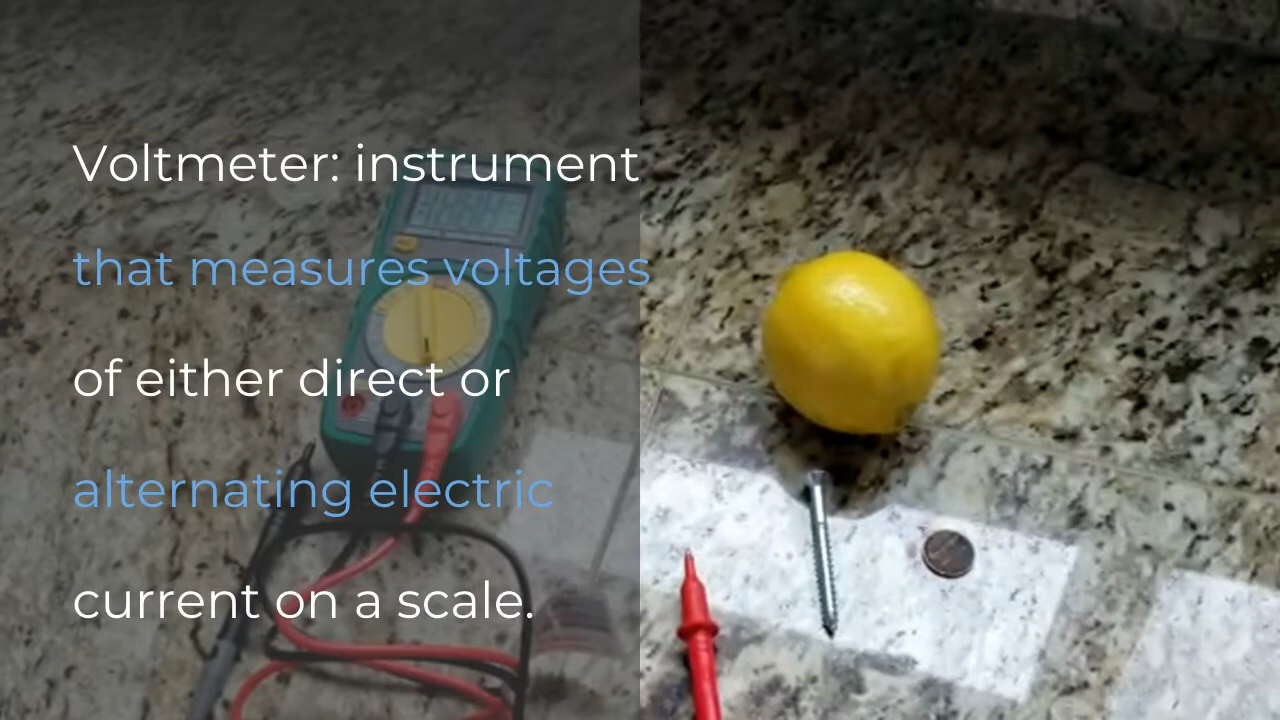 Voltmeter: instrument
that measures voltages
of either direct or
alternating electric
current on a scale.